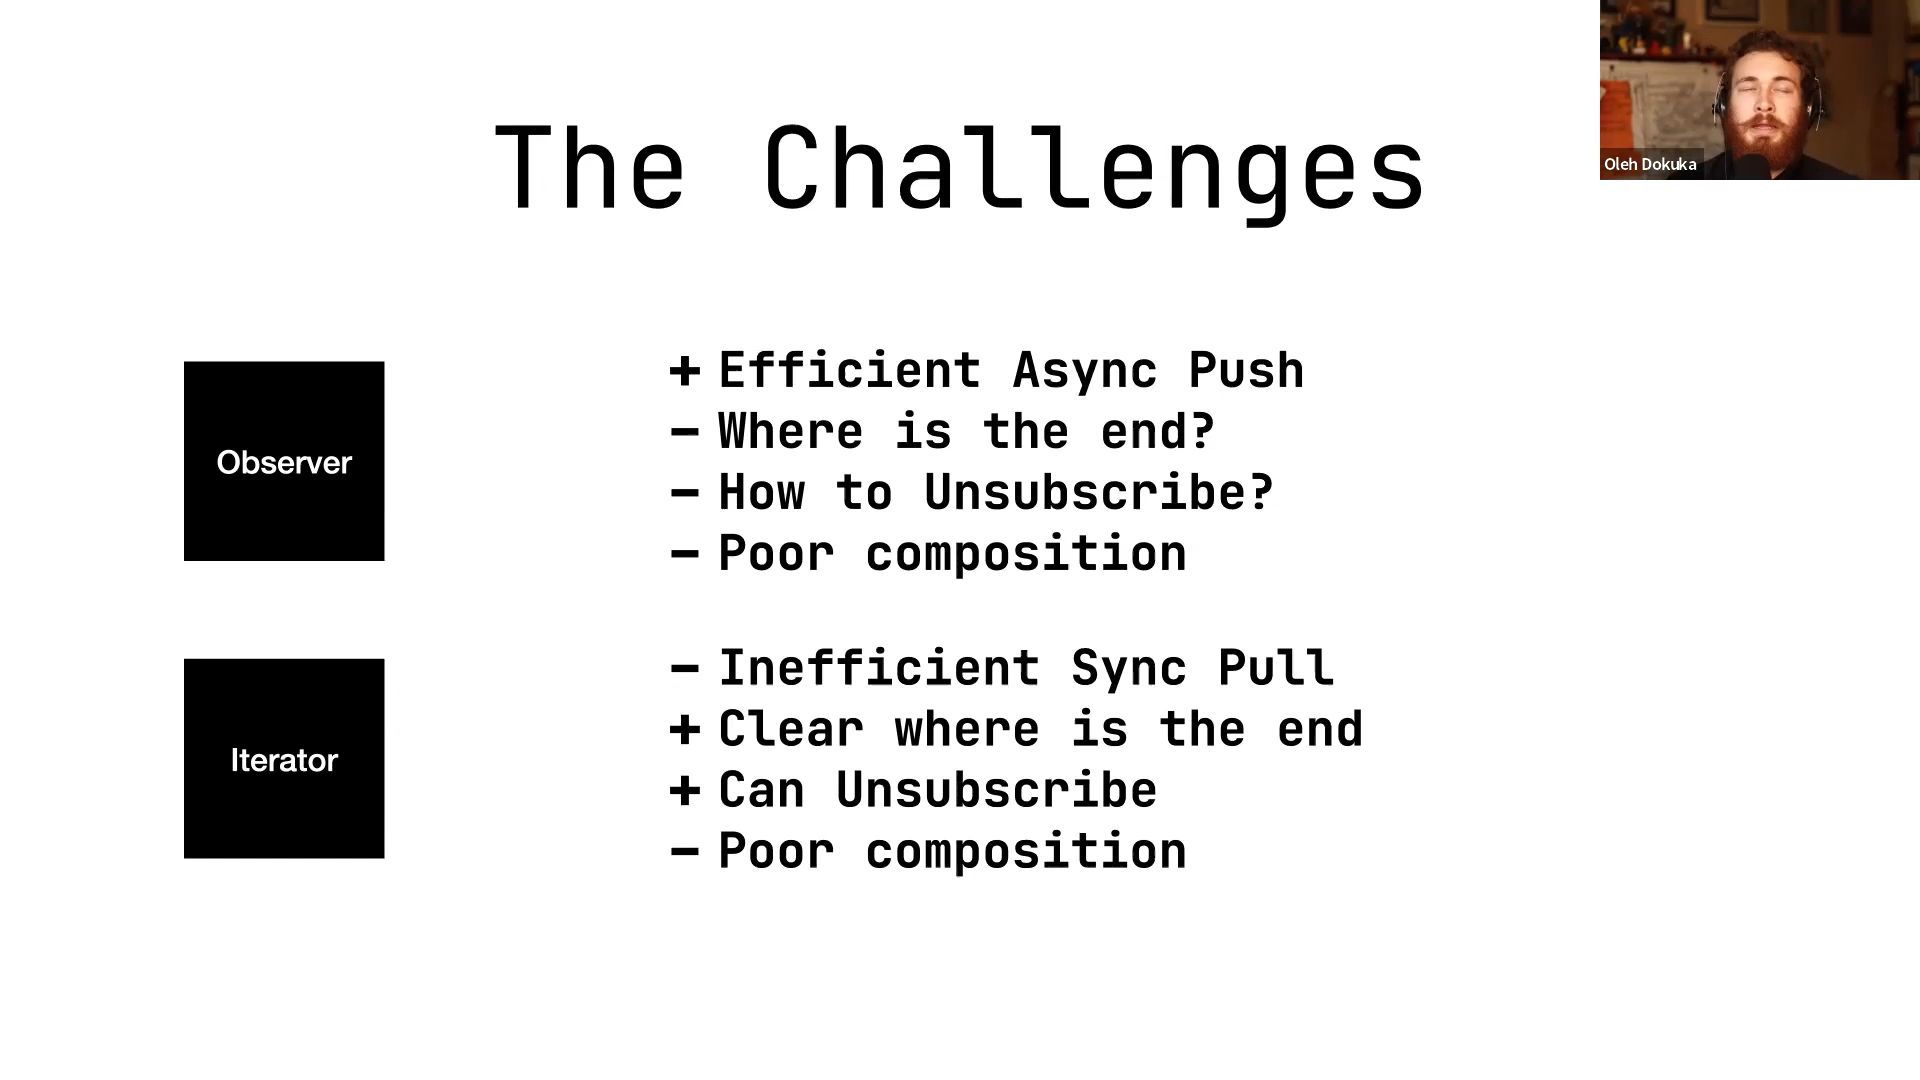 The Challenges
Oleh Dokuka
Observer
+ Efficient Async Push
- Where is the end?
- How to Unsubscribe?
- Poor composition
Iterator
- Inefficient Sync Pull
+ Clear where is the end
+ Can Unsubscribe
- Poor composition